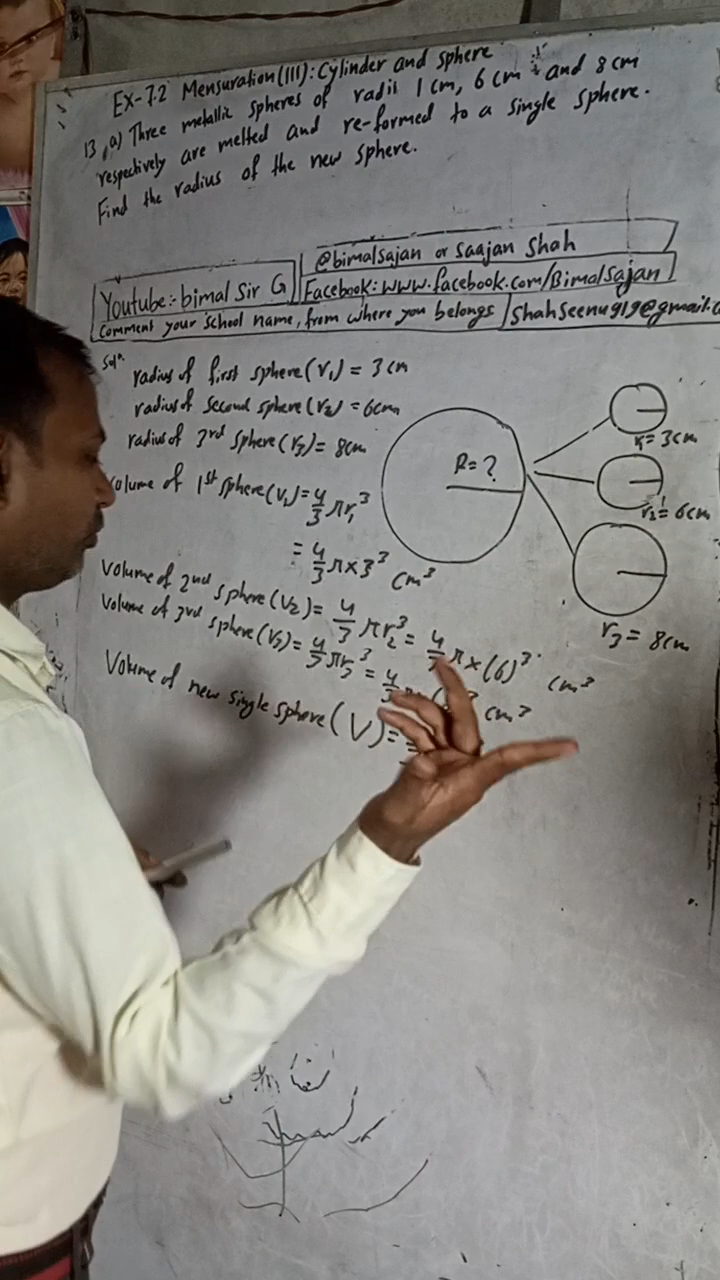 EX-7.2 Mensuration(III): Cylinder and sphere
13. a) Three metallic spheres of radii 1 cm, 6 cm and 8 cm
respectively are melted and re-formed to a single sphere.
Find the radius of the new sphere.
@bimalsajan or Saajan Shah
Youtube:- bimal Sir G
Facebook: www.facebook.com/Bimalsajan
comment your school name, from where you belongs
Solⁿ.
radius of first sphere (r₁) = 3 cm
radius of second sphere (r₂) = 6cm
radius of 3rd sphere (r₃) = 8cm
volume of 1st sphere (v₁) = 4/3 πr₁³
= 4/3 π×3³ cm³
Volume of 2nd sphere (V₂) = 4/3 πr₂³ = 4/3 π×(6)³ cm³
Volume of 3rd sphere (V₃) = 4/3 πr₃³ = 4/3 cm³
Volume of new single sphere (V) =
R = ?
r₁ = 3cm
r₂ = 6cm
r₃ = 8cm